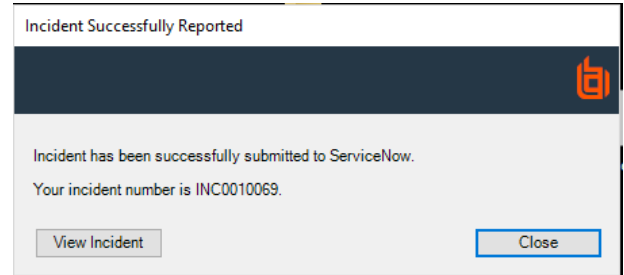 Incident Successfully Reported
Incident has been successfully submitted to ServiceNow.
Your incident number is INC0010069.
View Incident
Close